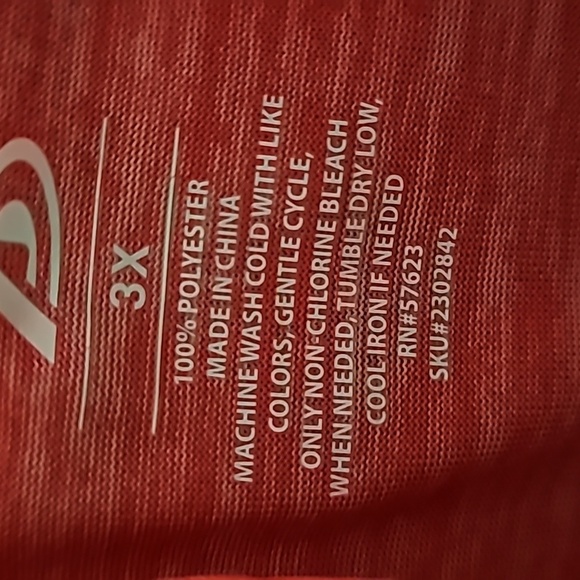 3X
100% POLYESTER
MADE IN CHINA
MACHINE WASH COLD WITH LIKE
COLORS, GENTLE CYCLE,
ONLY NON-CHLORINE BLEACH
WHEN NEEDED, TUMBLE DRY LOW,
COOL IRON IF NEEDED
RN#57623
SKU#2302842